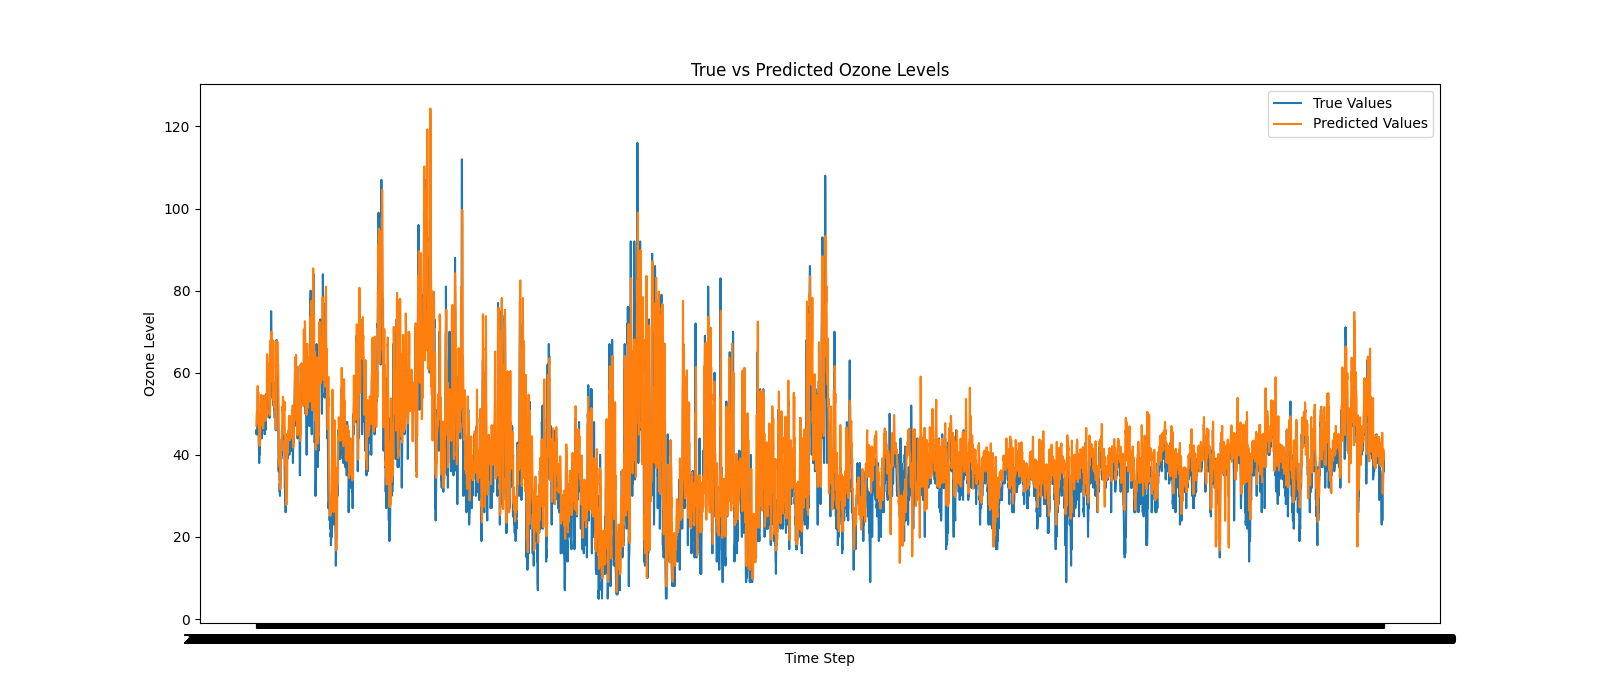 True vs Predicted Ozone Levels
True Values
Predicted Values
120
100
80
60
40
20
0
Ozone Level
Time Step